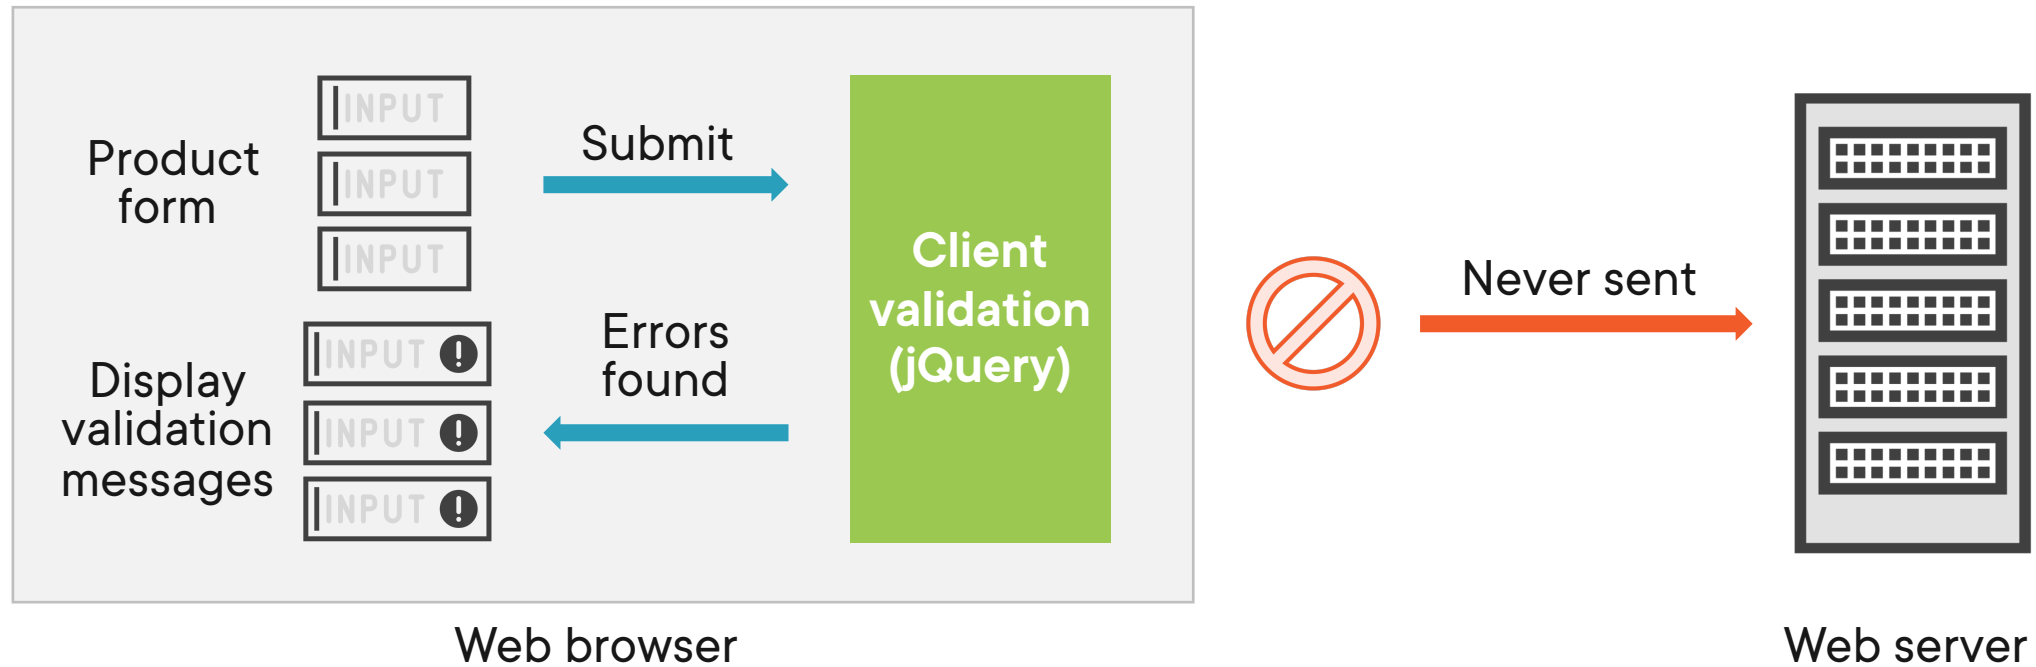 Product
form
INPUT
INPUT
INPUT
Submit
Display
validation
messages
INPUT
INPUT
INPUT
Errors
found
Client
validation
(jQuery)
Never sent
Web browser
Web server